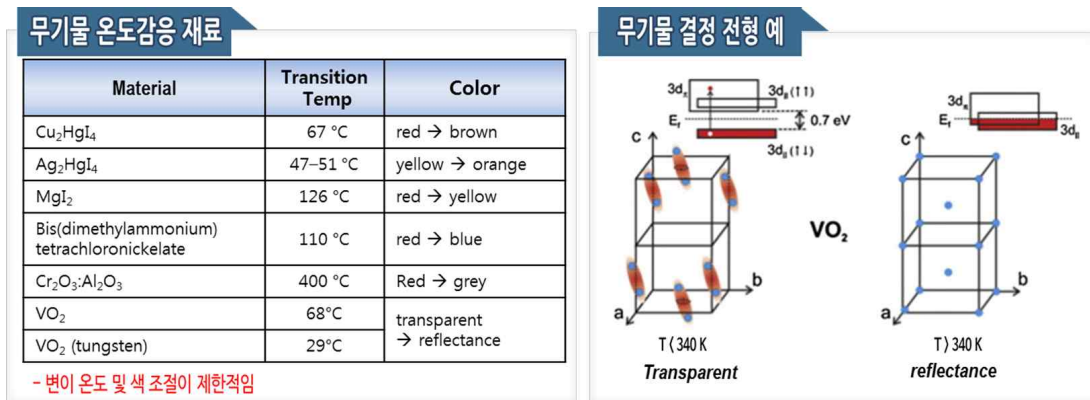 무기물 온도감응 재료
Material
Transition Temp
Color
Cu2HgI4
67 °C
red → brown
Ag2HgI4
47–51 °C
yellow → orange
MgI2
126 °C
red → yellow
Bis(dimethylammonium)
tetrachloronickelate
110 °C
red → blue
Cr2O3:Al2O3
400 °C
Red → grey
VO2
68°C
transparent
→ reflectance
VO2 (tungsten)
29°C
- 변이 온도 및 색 조절이 제한적임
무기물 결정 전형 예
3dπ
3d|| (↑↑)
Ef
0.7 eV
3d|| (↑↓)
c
b
a
T < 340 K
Transparent
VO2
3dπ
Ef
3d||
c
b
a
T > 340 K
reflectance